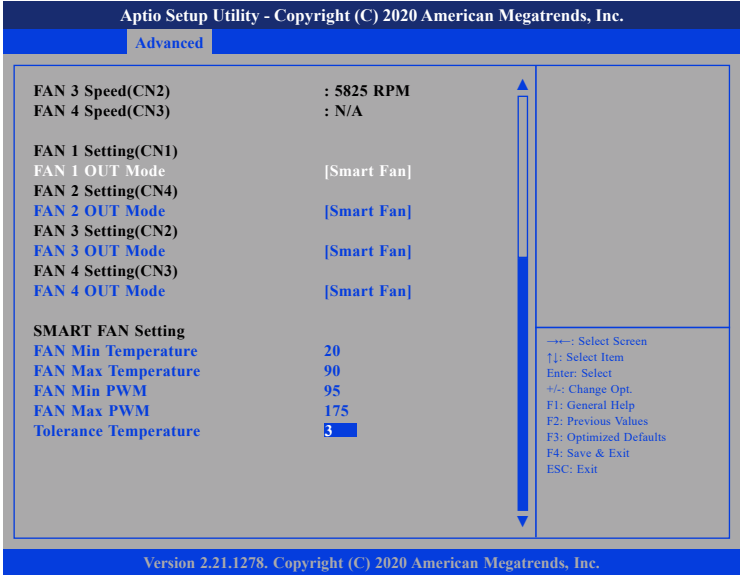 Aptio Setup Utility - Copyright (C) 2020 American Megatrends, Inc.
Advanced
FAN 3 Speed(CN2) : 5825 RPM
FAN 4 Speed(CN3) : N/A
FAN 1 Setting(CN1)
FAN 1 OUT Mode [Smart Fan]
FAN 2 Setting(CN4)
FAN 2 OUT Mode [Smart Fan]
FAN 3 Setting(CN2)
FAN 3 OUT Mode [Smart Fan]
FAN 4 Setting(CN3)
FAN 4 OUT Mode [Smart Fan]
SMART FAN Setting
FAN Min Temperature 20
FAN Max Temperature 90
FAN Min PWM 95
FAN Max PWM 175
Tolerance Temperature 3
→←: Select Screen
↑↓: Select Item
Enter: Select
+/-: Change Opt.
F1: General Help
F2: Previous Values
F3: Optimized Defaults
F4: Save & Exit
ESC: Exit
Version 2.21.1278. Copyright (C) 2020 American Megatrends, Inc.